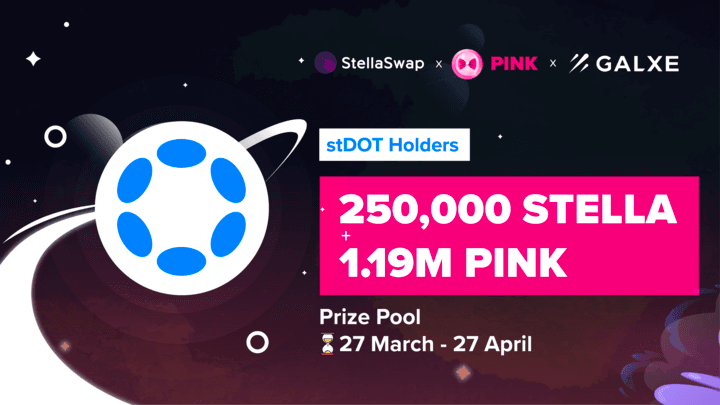 StellaSwap x PINK x GALXE
stDOT Holders
250,000 STELLA
+
1.19M PINK
Prize Pool
⌛27 March - 27 April